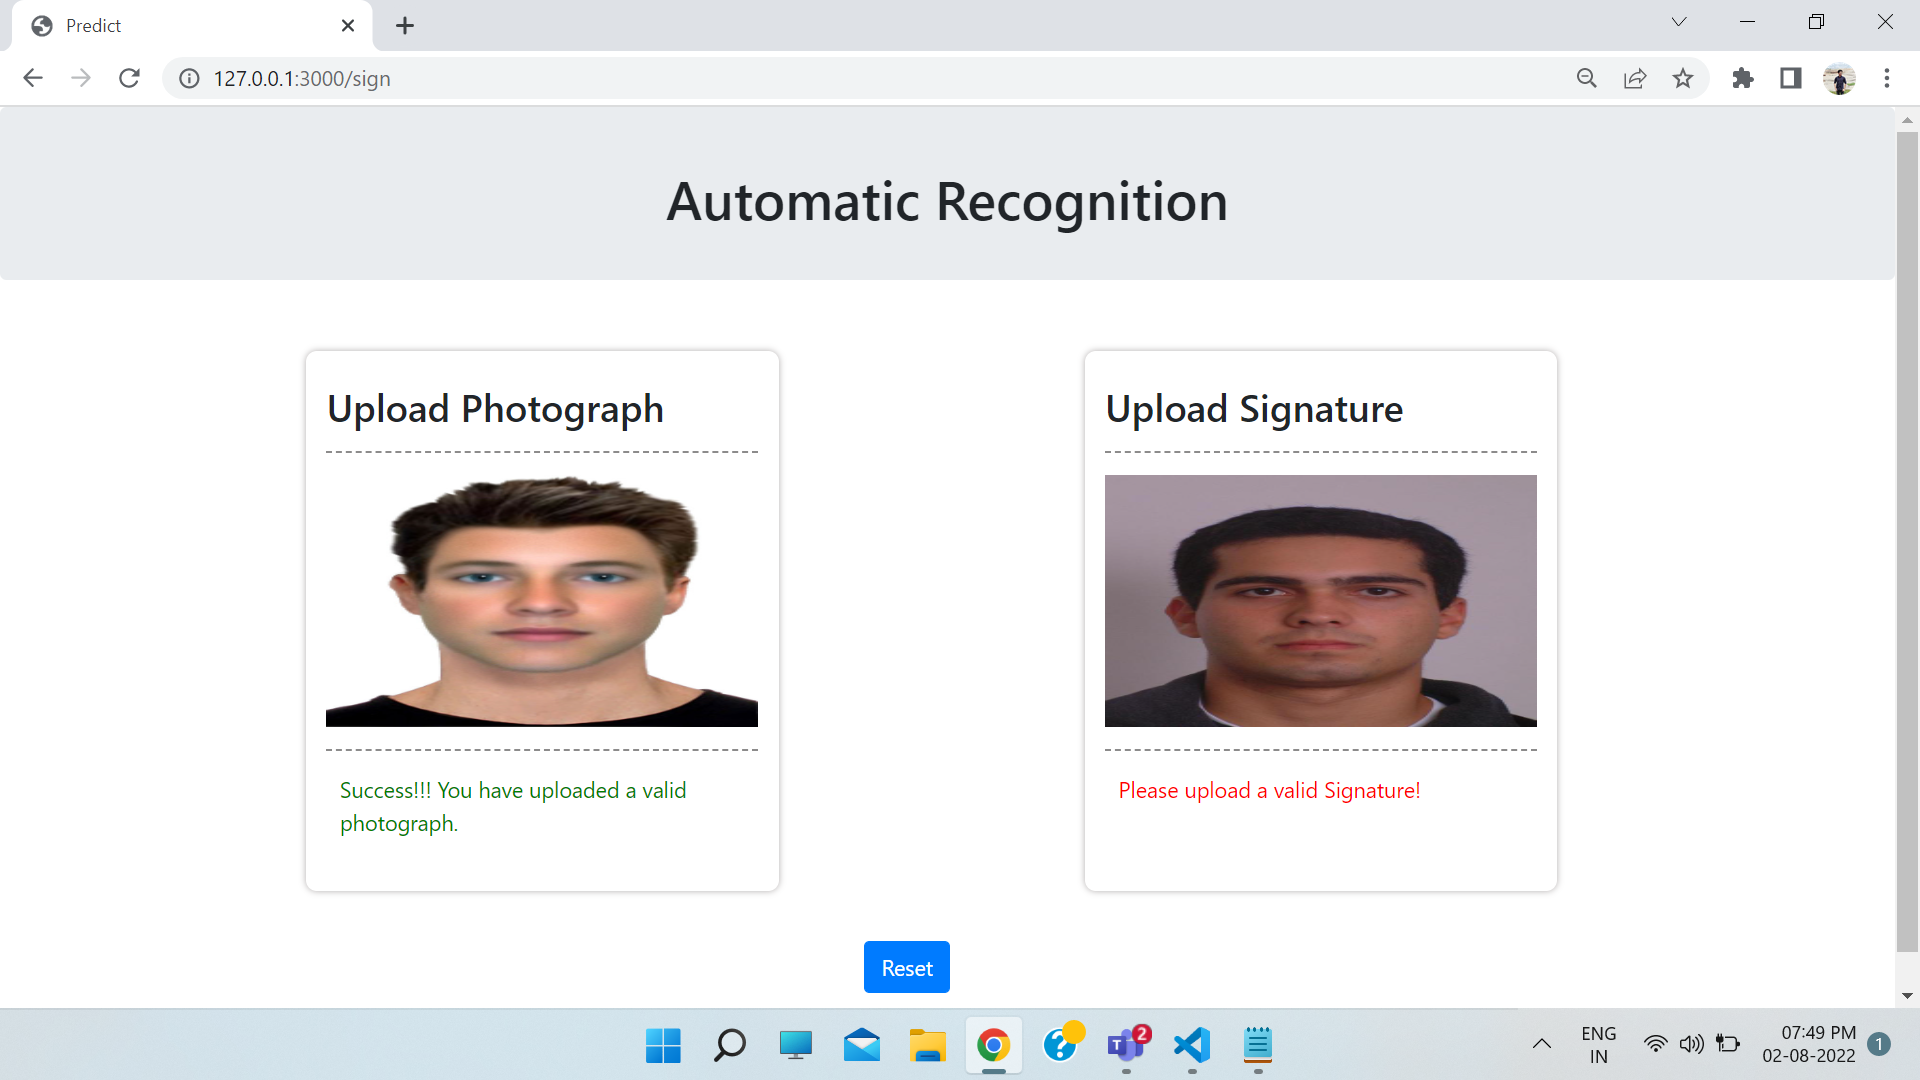 Predict
127.0.0.1:3000/sign
Automatic Recognition
Upload Photograph
Success!!! You have uploaded a valid
photograph.
Upload Signature
Please upload a valid Signature!
Reset
T
2
?
ENG
IN
07:49 PM
02-08-2022
1